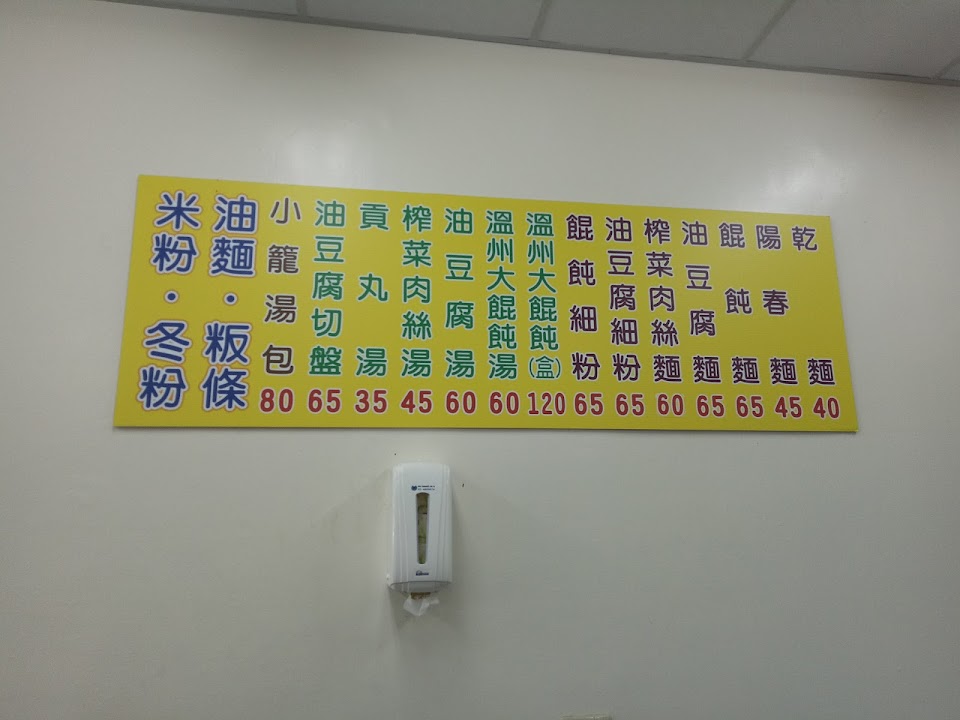 乾麵 40
陽春麵 45
餛飩麵 65
油豆腐麵 65
榨菜肉絲麵 60
油豆腐細粉 65
餛飩細粉 65
溫州大餛飩(盒) 120
溫州大餛飩湯 60
油豆腐湯 60
榨菜肉絲湯 45
貢丸湯 35
油豆腐切盤 65
小籠湯包 80
油麵·粄條
米粉·冬粉